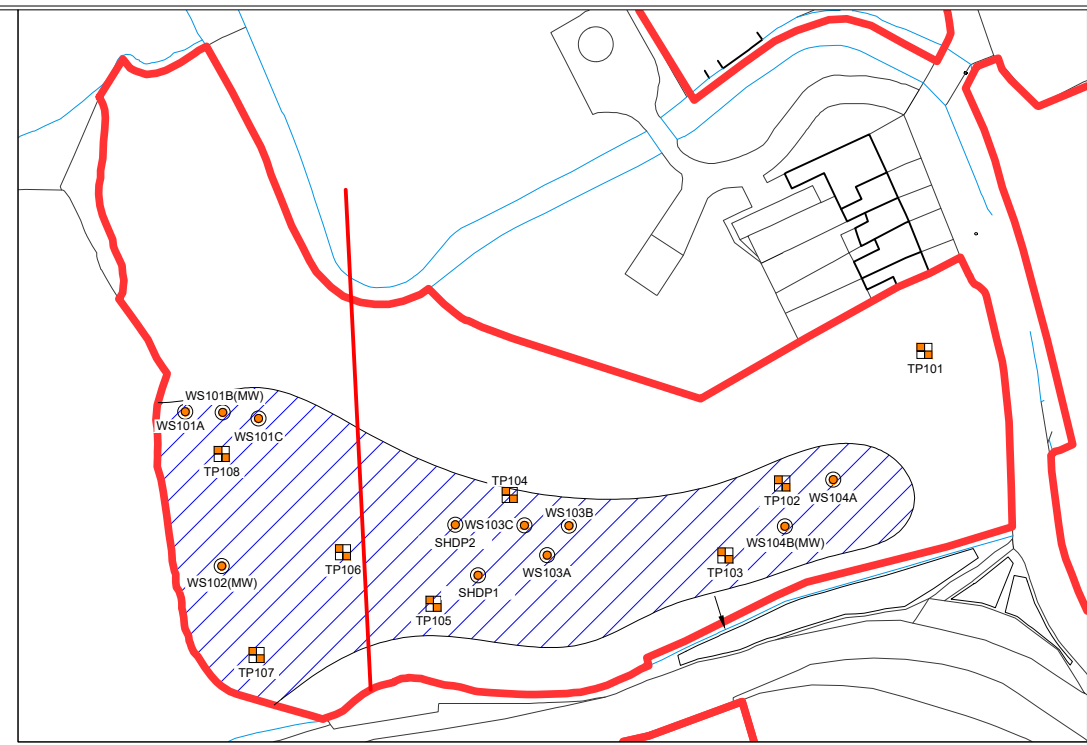 TP101
WS101B(MW)
WS101A
WS101C
TP108
TP104
TP102
WS104A
WS103C
WS103B
SHDP2
WS104B(MW)
TP106
TP103
WS103A
WS102(MW)
SHDP1
TP105
TP107